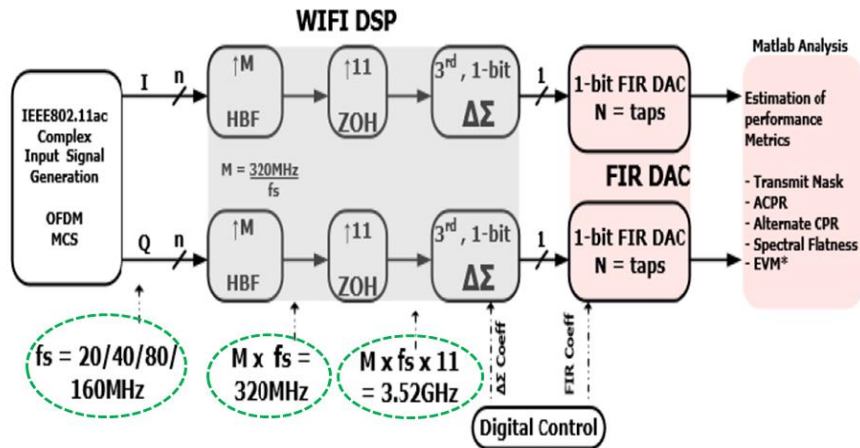 WIFI DSP
IEEE802.11ac
Complex
Input Signal
Generation
OFDM
MCS
I
n
↑M
HBF
↑11
ZOH
3rd, 1-bit
ΔΣ
1
1-bit FIR DAC
N = taps
M = 320MHz
fs
FIR DAC
Q
n
↑M
HBF
↑11
ZOH
3rd, 1-bit
ΔΣ
1
1-bit FIR DAC
N = taps
Matlab Analysis
Estimation of
performance
Metrics
- Transmit Nask
- ACPR
- Alternate CPR
- Spectral Flatness
- EVM*
fs = 20/40/80/
160MHz
M x fs =
320MHz
M x fs x 11
= 3.52GHz
ΔΣ Coeff
FIR Coeff
Digital Control